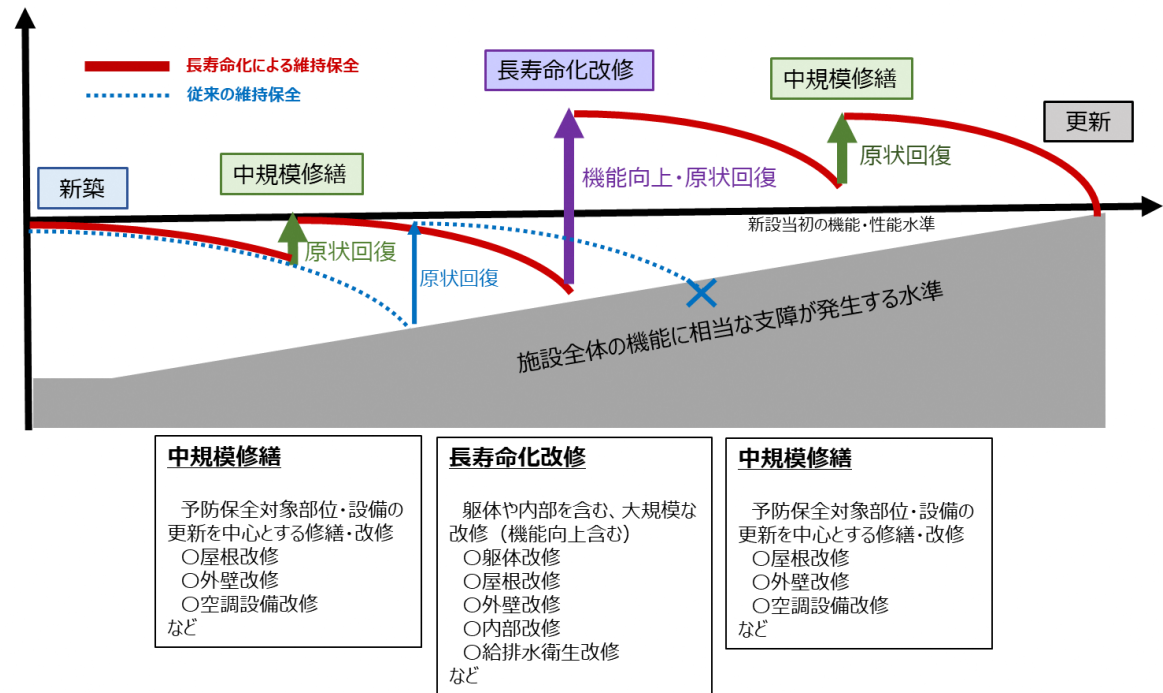 長寿命化による維持保全
従来の維持保全
新築
中規模修繕
原状回復
原状回復
長寿命化改修
機能向上・原状回復
中規模修繕
原状回復
更新
新設当初の機能・性能水準
施設全体の機能に相当な支障が発生する水準
中規模修繕
予防保全対象部位・設備の
更新を中心とする修繕・改修
〇屋根改修
〇外壁改修
〇空調設備改修
など
長寿命化改修
躯体や内部を含む、大規模な
改修（機能向上含む）
〇躯体改修
〇屋根改修
〇外壁改修
〇内部改修
〇給排水衛生改修
など
中規模修繕
予防保全対象部位・設備の
更新を中心とする修繕・改修
〇屋根改修
〇外壁改修
〇空調設備改修
など